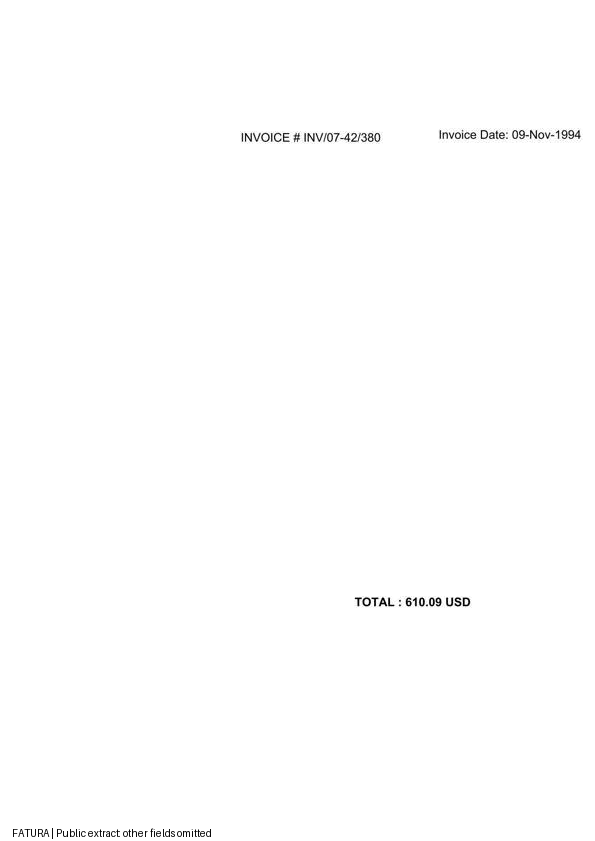 INVOICE # INV/07-42/380 Invoice Date: 09-Nov-1994
TOTAL : 610.09 USD
FATURA | Public extract: other fields omitted